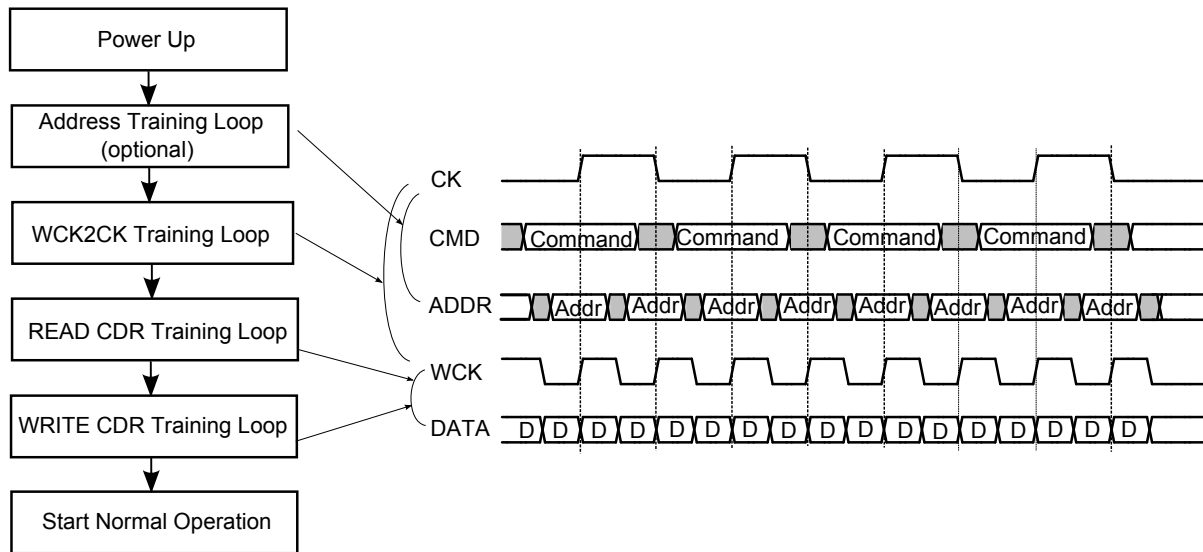 Power Up
Address Training Loop
(optional)
WCK2CK Training Loop
READ CDR Training Loop
WRITE CDR Training Loop
Start Normal Operation
CK
CMD Command Command Command Command
ADDR Addr Addr Addr Addr Addr Addr Addr Addr
WCK
DATA D D D D D D D D D D D D D D D D D